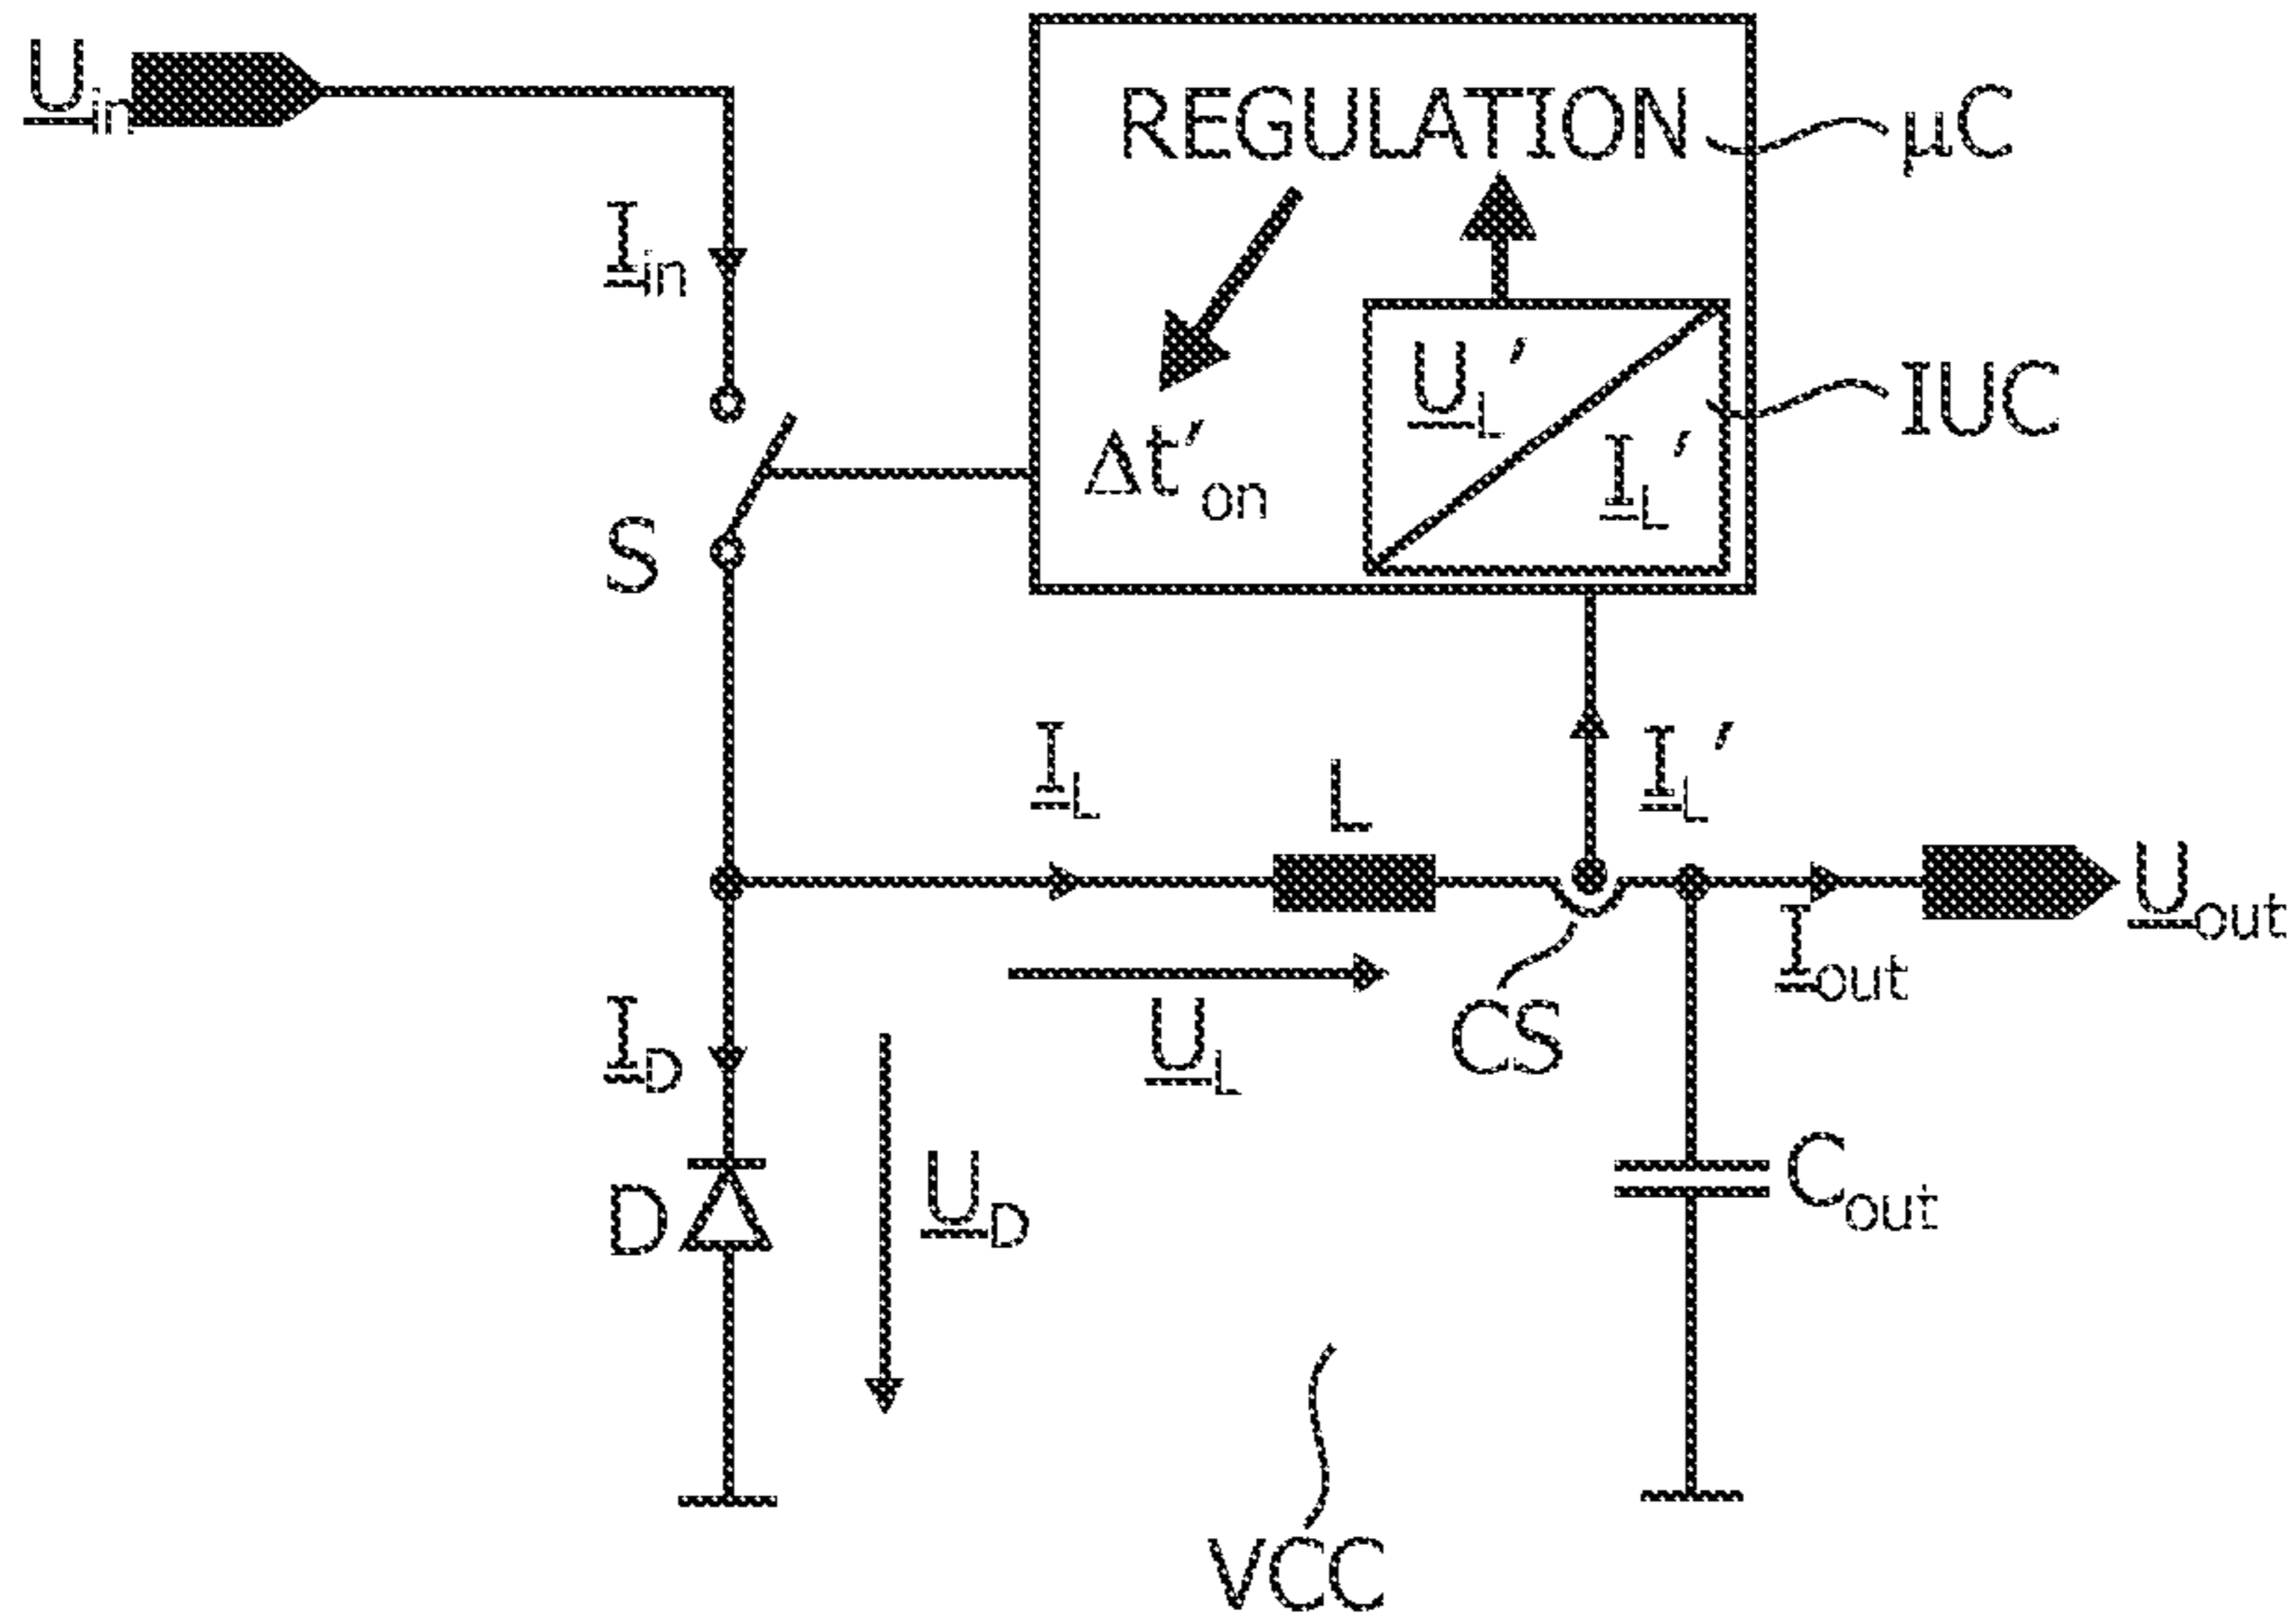 Uin
REGULATION
µC
Iin
UL'
IUC
IL'
Δt'on
S
IL
L
IL'
Uout
Iout
ID
UL
CS
D
UD
Cout
VCC